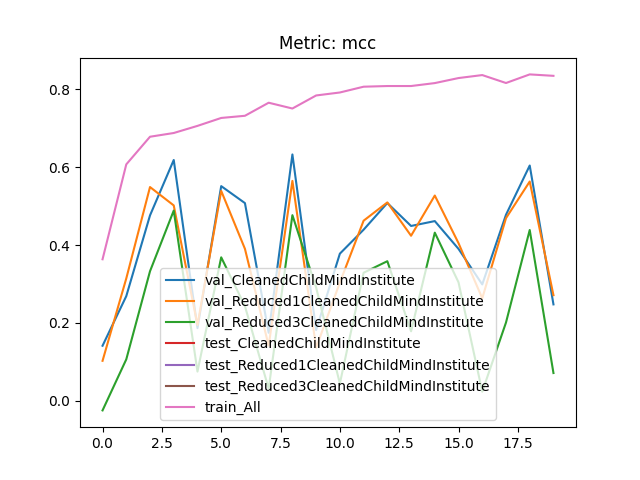 Metric: mcc
0.8
0.6
0.4
0.2
0.0
val_CleanedChildMindInstitute
val_Reduced1CleanedChildMindInstitute
val_Reduced3CleanedChildMindInstitute
test_CleanedChildMindInstitute
test_Reduced1CleanedChildMindInstitute
test_Reduced3CleanedChildMindInstitute
train_All
0.0 2.5 5.0 7.5 10.0 12.5 15.0 17.5